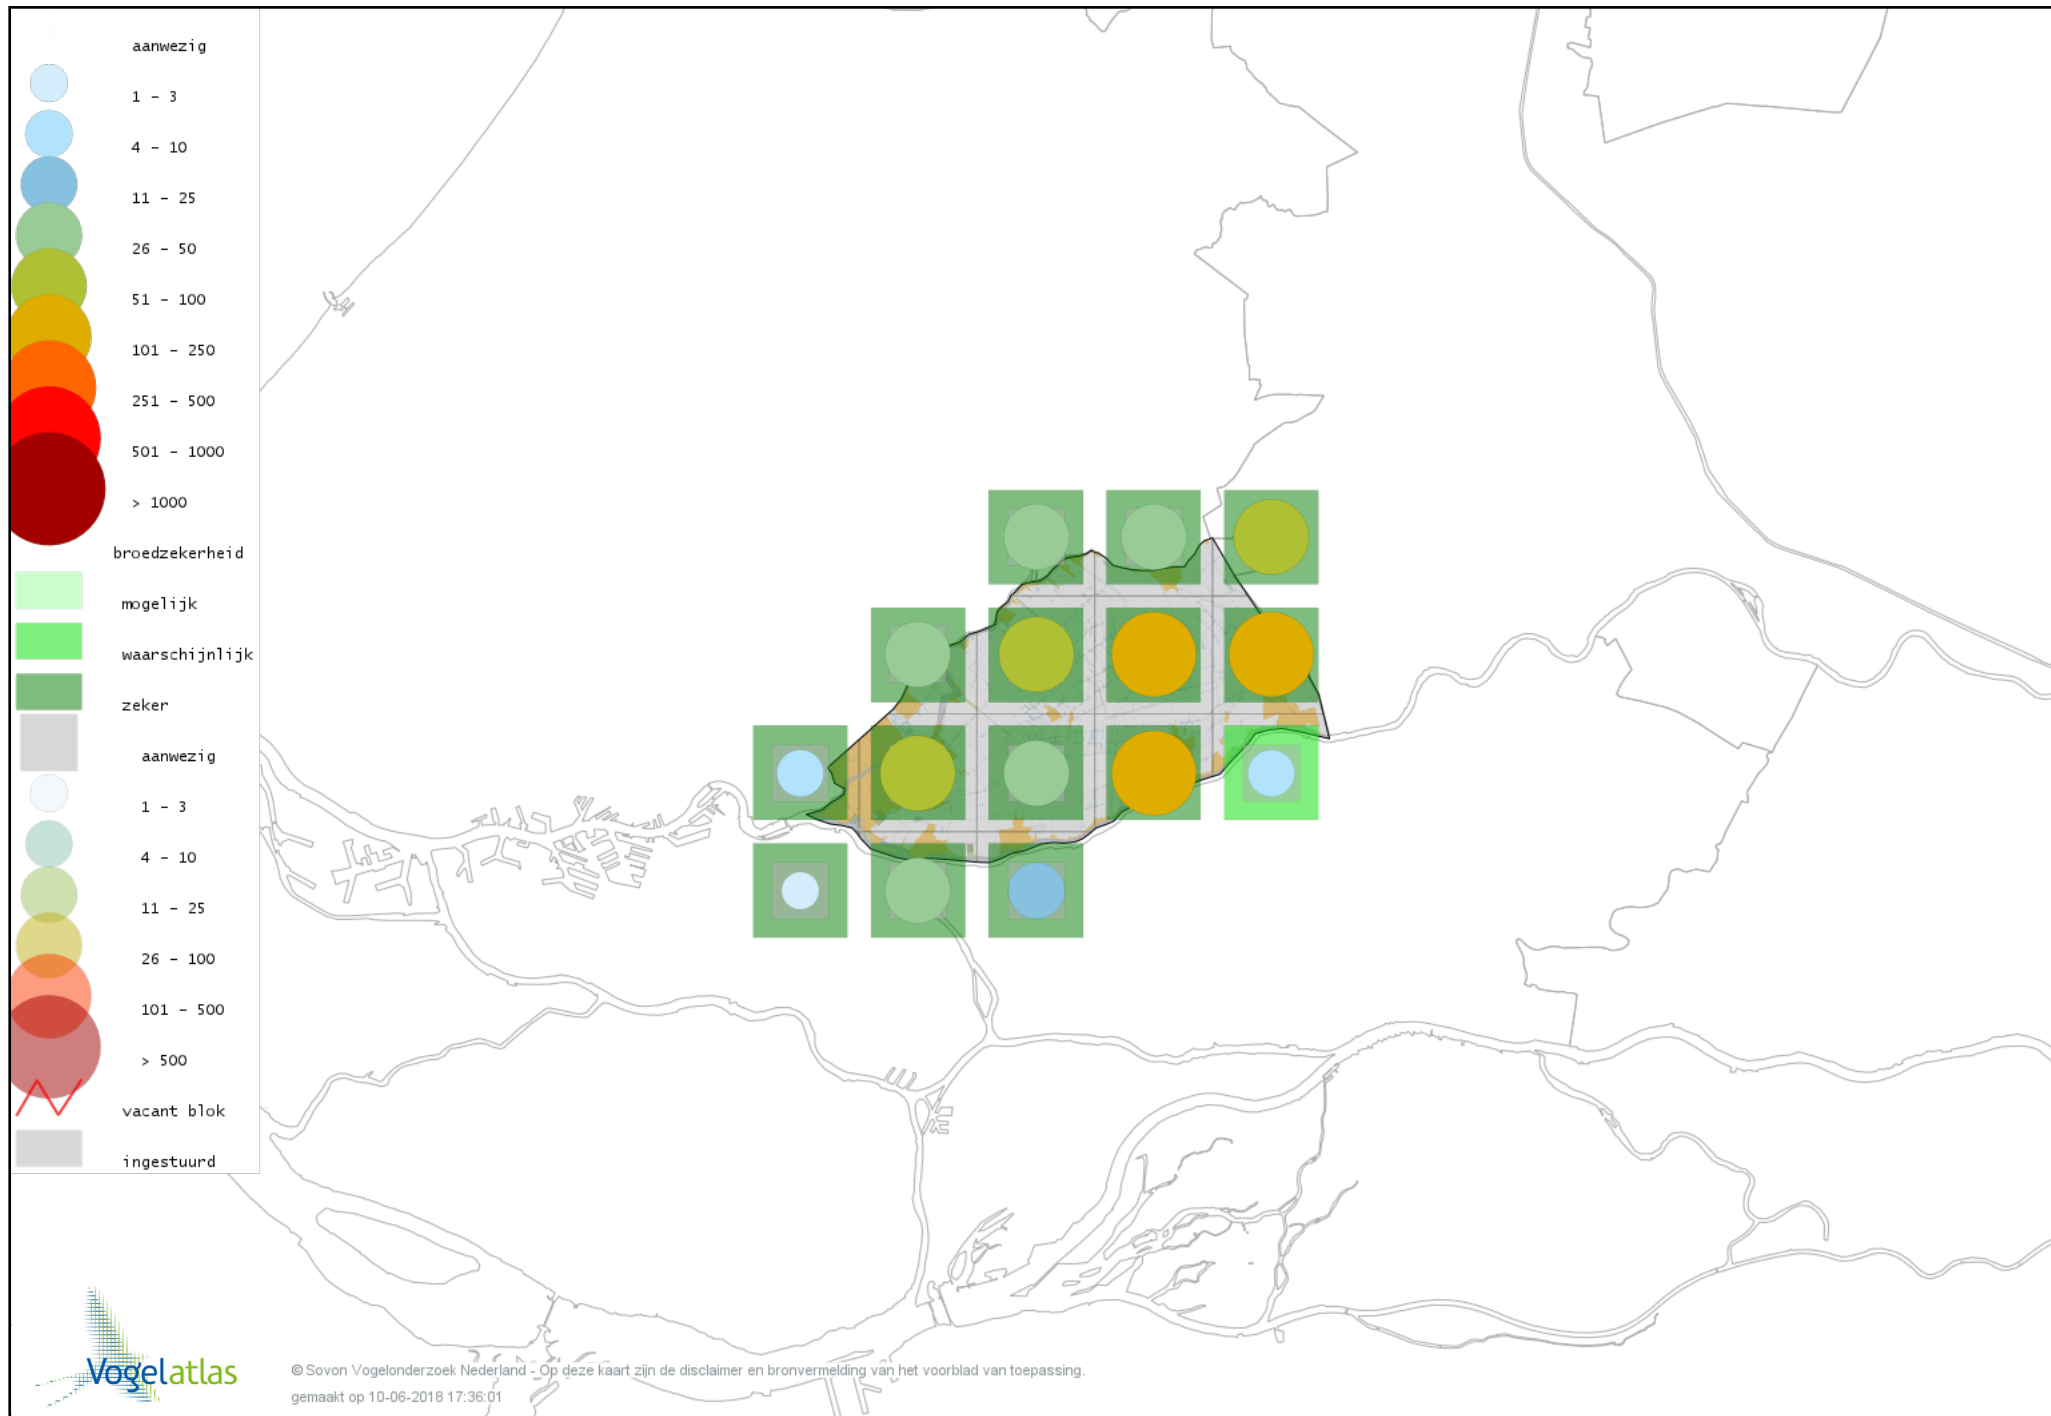 aanwezig
1 - 3
4 - 10
11 - 25
26 - 50
51 - 100
101 - 250
251 - 500
501 - 1000
> 1000
broedzekerheid
mogelijk
waarschijnlijk
zeker
aanwezig
1 - 3
4 - 10
11 - 25
26 - 100
101 - 500
> 500
vacant blok
ingestuurd
Vogelatlas
© Sovon Vogelonderzoek Nederland - Op deze kaart zijn de disclaimer en bronvermelding van het voorblad van toepassing.
gemaakt op 10-06-2018 17:36:01